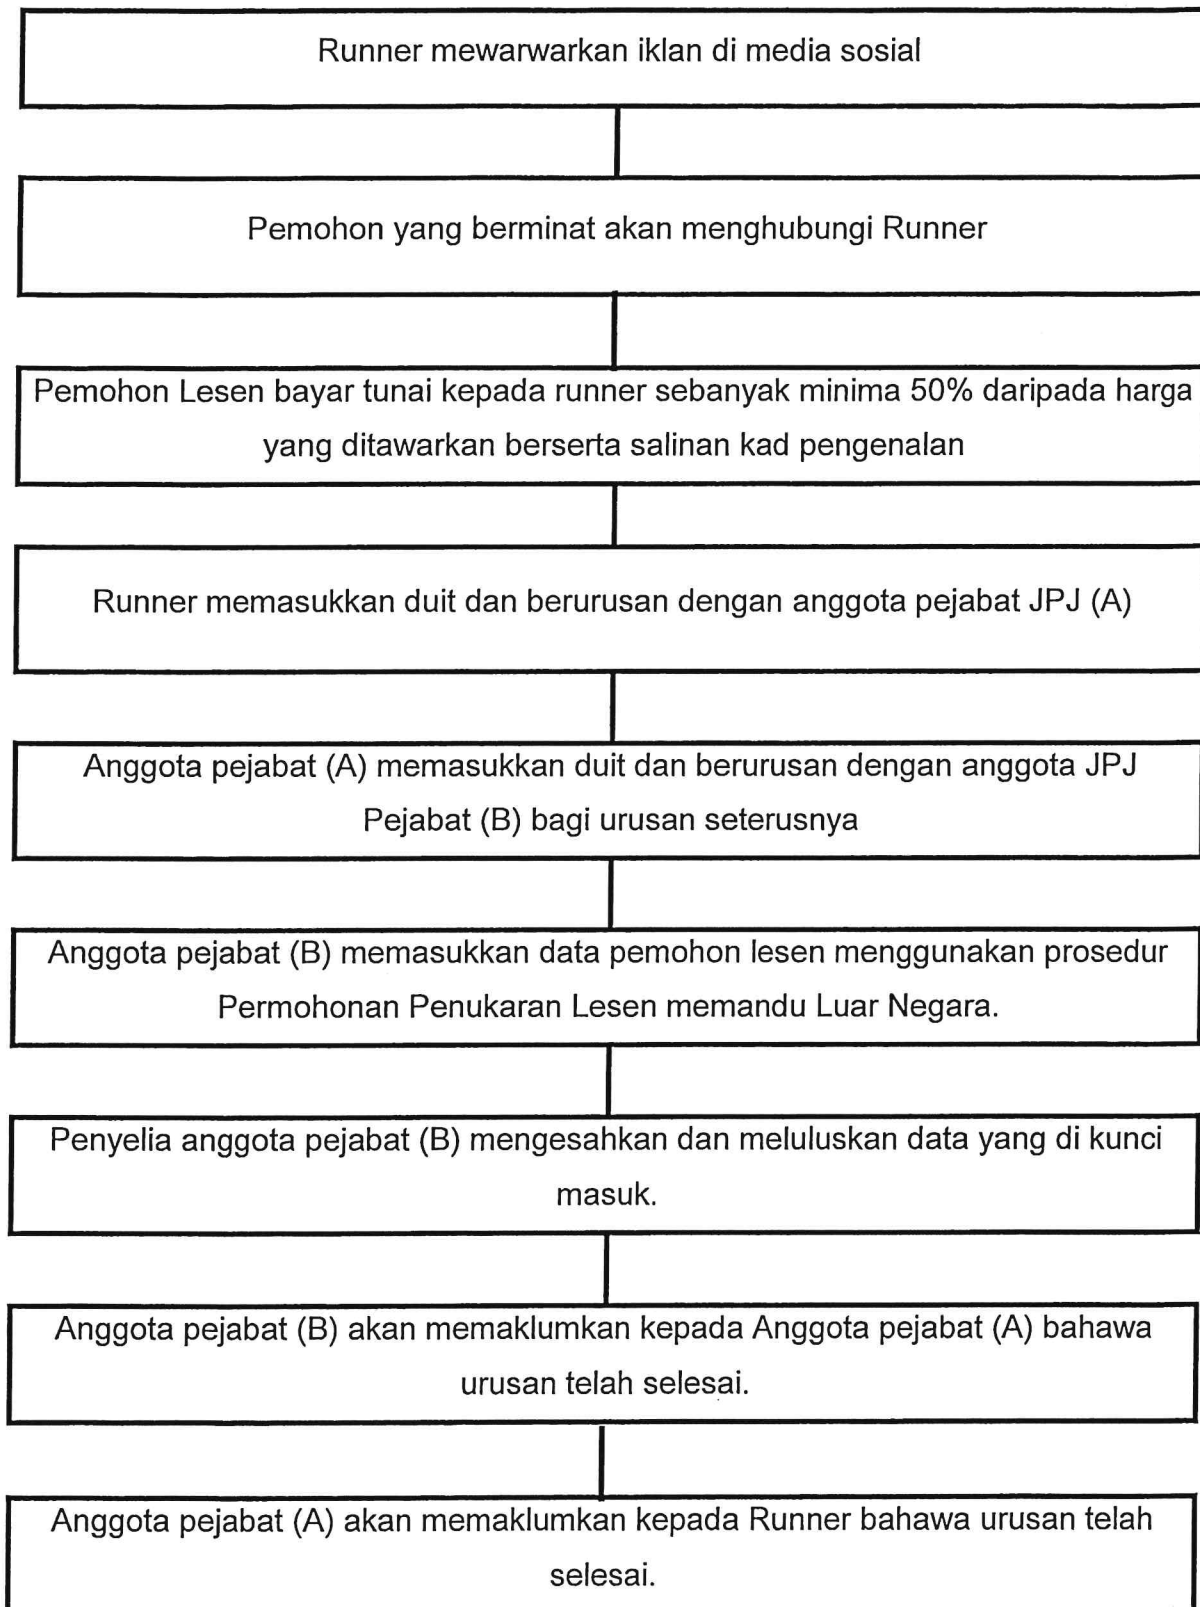 Runner mewarwarkan iklan di media sosial
Pemohon yang berminat akan menghubungi Runner
Pemohon Lesen bayar tunai kepada runner sebanyak minima 50% daripada harga
yang ditawarkan berserta salinan kad pengenalan
Runner memasukkan duit dan berurusan dengan anggota pejabat JPJ (A)
Anggota pejabat (A) memasukkan duit dan berurusan dengan anggota JPJ
Pejabat (B) bagi urusan seterusnya
Anggota pejabat (B) memasukkan data pemohon lesen menggunakan prosedur
Permohonan Penukaran Lesen memandu Luar Negara.
Penyelia anggota pejabat (B) mengesahkan dan meluluskan data yang di kunci
masuk.
Anggota pejabat (B) akan memaklumkan kepada Anggota pejabat (A) bahawa
urusan telah selesai.
Anggota pejabat (A) akan memaklumkan kepada Runner bahawa urusan telah
selesai.